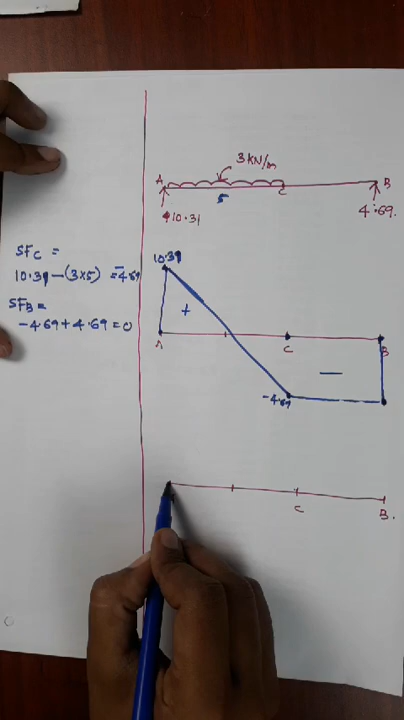 3 kN/m
A
C
B
5
10.31
4.69.
SFC =
10.31 - (3×5) = -4.69
SFB =
-4.69 + 4.69 = 0
10.31
+
A
C
B
-
-4.69
C
B.